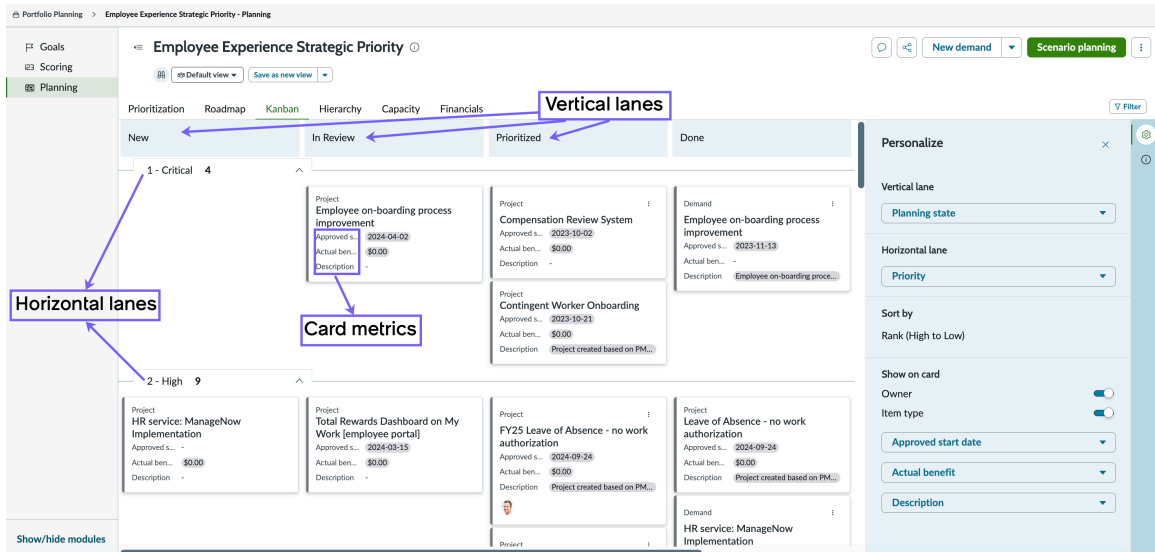 Portfolio Planning > Employee Experience Strategic Priority - Planning
Goals
Scoring
Planning
Show/hide modules
Employee Experience Strategic Priority
New demand
Scenario planning
Default view
Save as new view
Prioritization Roadmap Kanban Hierarchy Capacity Financials
Filter
Vertical lanes
Horizontal lanes
Card metrics
New In Review Prioritized Done
1 - Critical 4
Project
Employee on-boarding process
improvement
Approved s... 2024-04-02
Actual ben... $0.00
Description -
Project
Compensation Review System
Approved s... 2023-10-02
Actual ben... $0.00
Description -
Project
Contingent Worker Onboarding
Approved s... 2023-10-21
Actual ben... $0.00
Description Project created based on PM...
Demand
Employee on-boarding process
improvement
Approved s... 2023-11-13
Actual ben... -
Description Employee on-boarding proce...
2 - High 9
Project
HR service: ManageNow
Implementation
Approved s... -
Actual ben... $0.00
Description -
Project
Total Rewards Dashboard on My
Work [employee portal]
Approved s... 2024-03-15
Actual ben... $0.00
Description -
Project
FY25 Leave of Absence - no work
authorization
Approved s... 2024-09-24
Actual ben... $0.00
Description Project created based on PM...
Project
Project
Leave of Absence - no work
authorization
Approved s... 2024-09-24
Actual ben... $0.00
Description Project created based on PM...
Demand
HR service: ManageNow
Implementation
Personalize
Vertical lane
Planning state
Horizontal lane
Priority
Sort by
Rank (High to Low)
Show on card
Owner
Item type
Approved start date
Actual benefit
Description